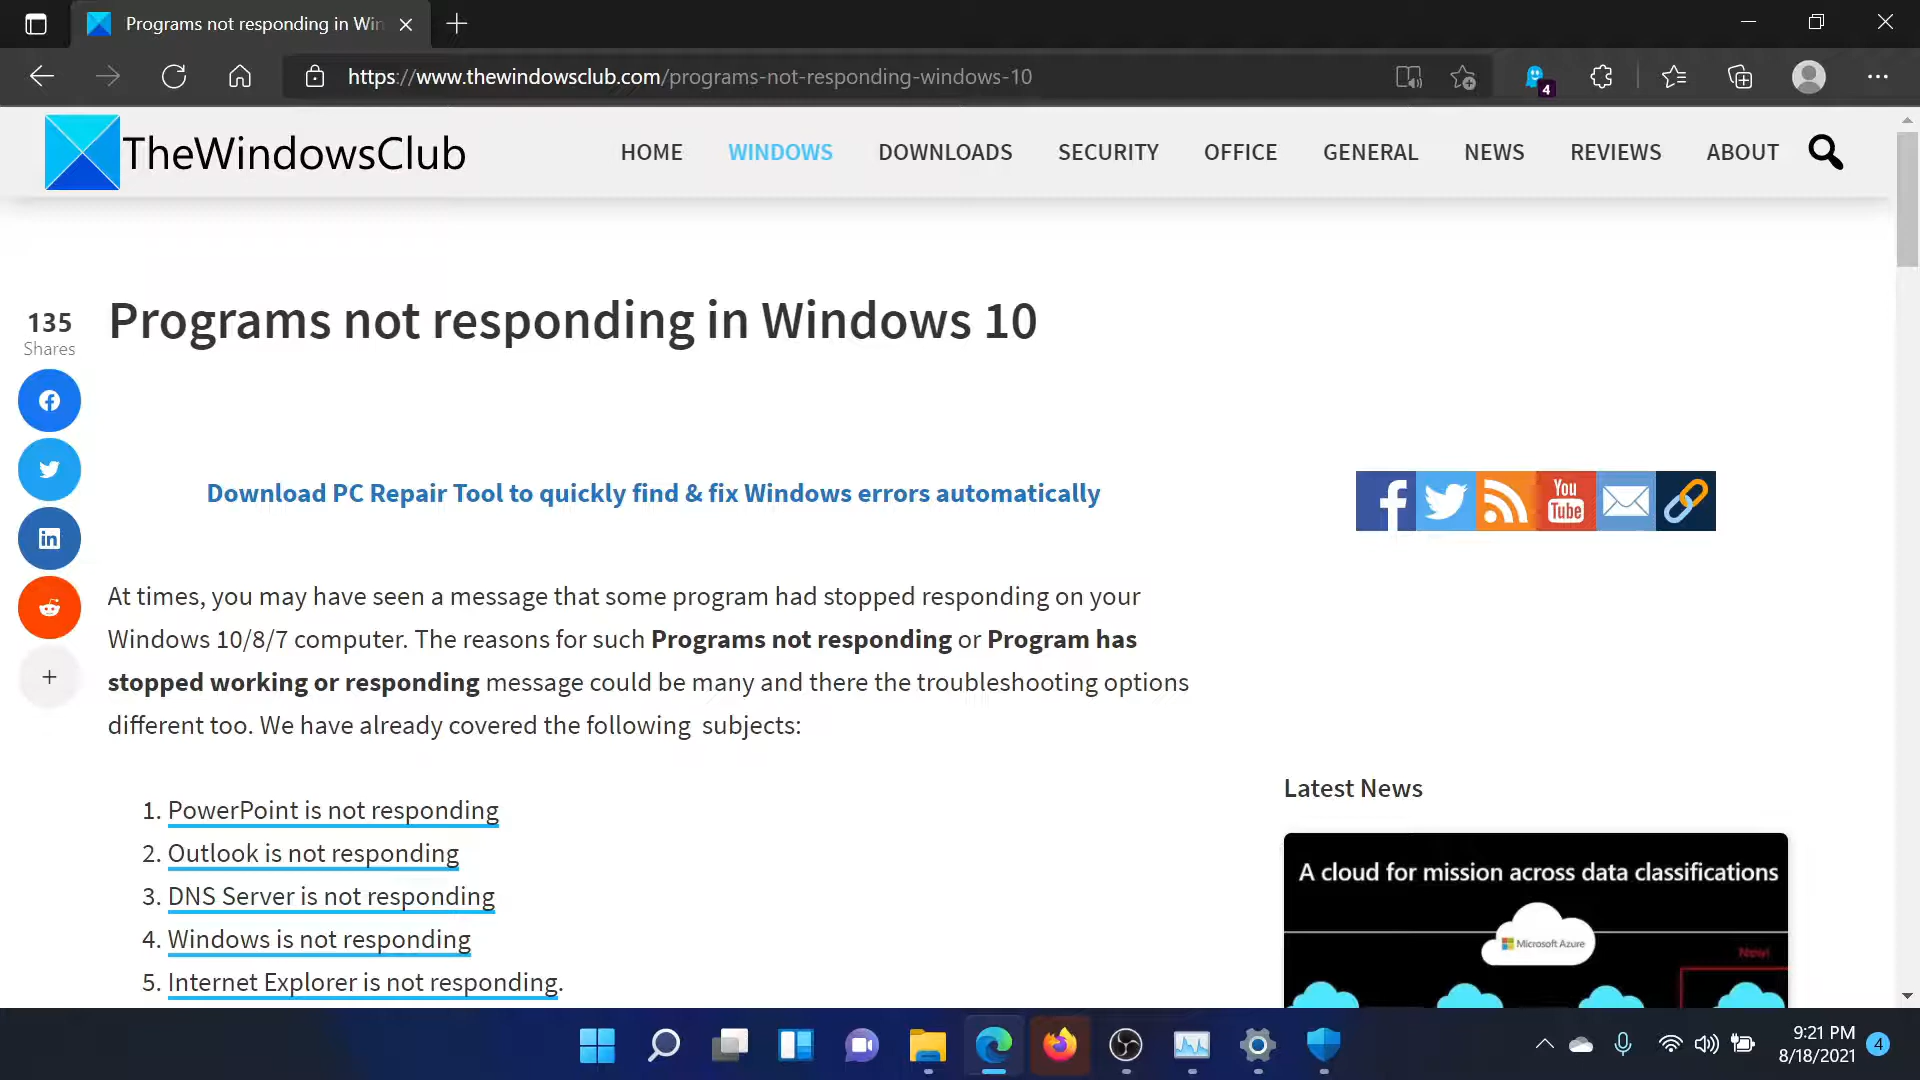 Programs not responding in Win
https://www.thewindowsclub.com/programs-not-responding-windows-10
4
TheWindowsClub
HOME WINDOWS DOWNLOADS SECURITY OFFICE GENERAL NEWS REVIEWS ABOUT
Programs not responding in Windows 10
135
Shares
Download PC Repair Tool to quickly find & fix Windows errors automatically
You
Tube
At times, you may have seen a message that some program had stopped responding on your
Windows 10/8/7 computer. The reasons for such Programs not responding or Program has
stopped working or responding message could be many and there the troubleshooting options
different too. We have already covered the following subjects:
1. PowerPoint is not responding
2. Outlook is not responding
3. DNS Server is not responding
4. Windows is not responding
5. Internet Explorer is not responding.
Latest News
A cloud for mission across data classifications
Microsoft Azure
New!
9:21 PM
8/18/2021
4